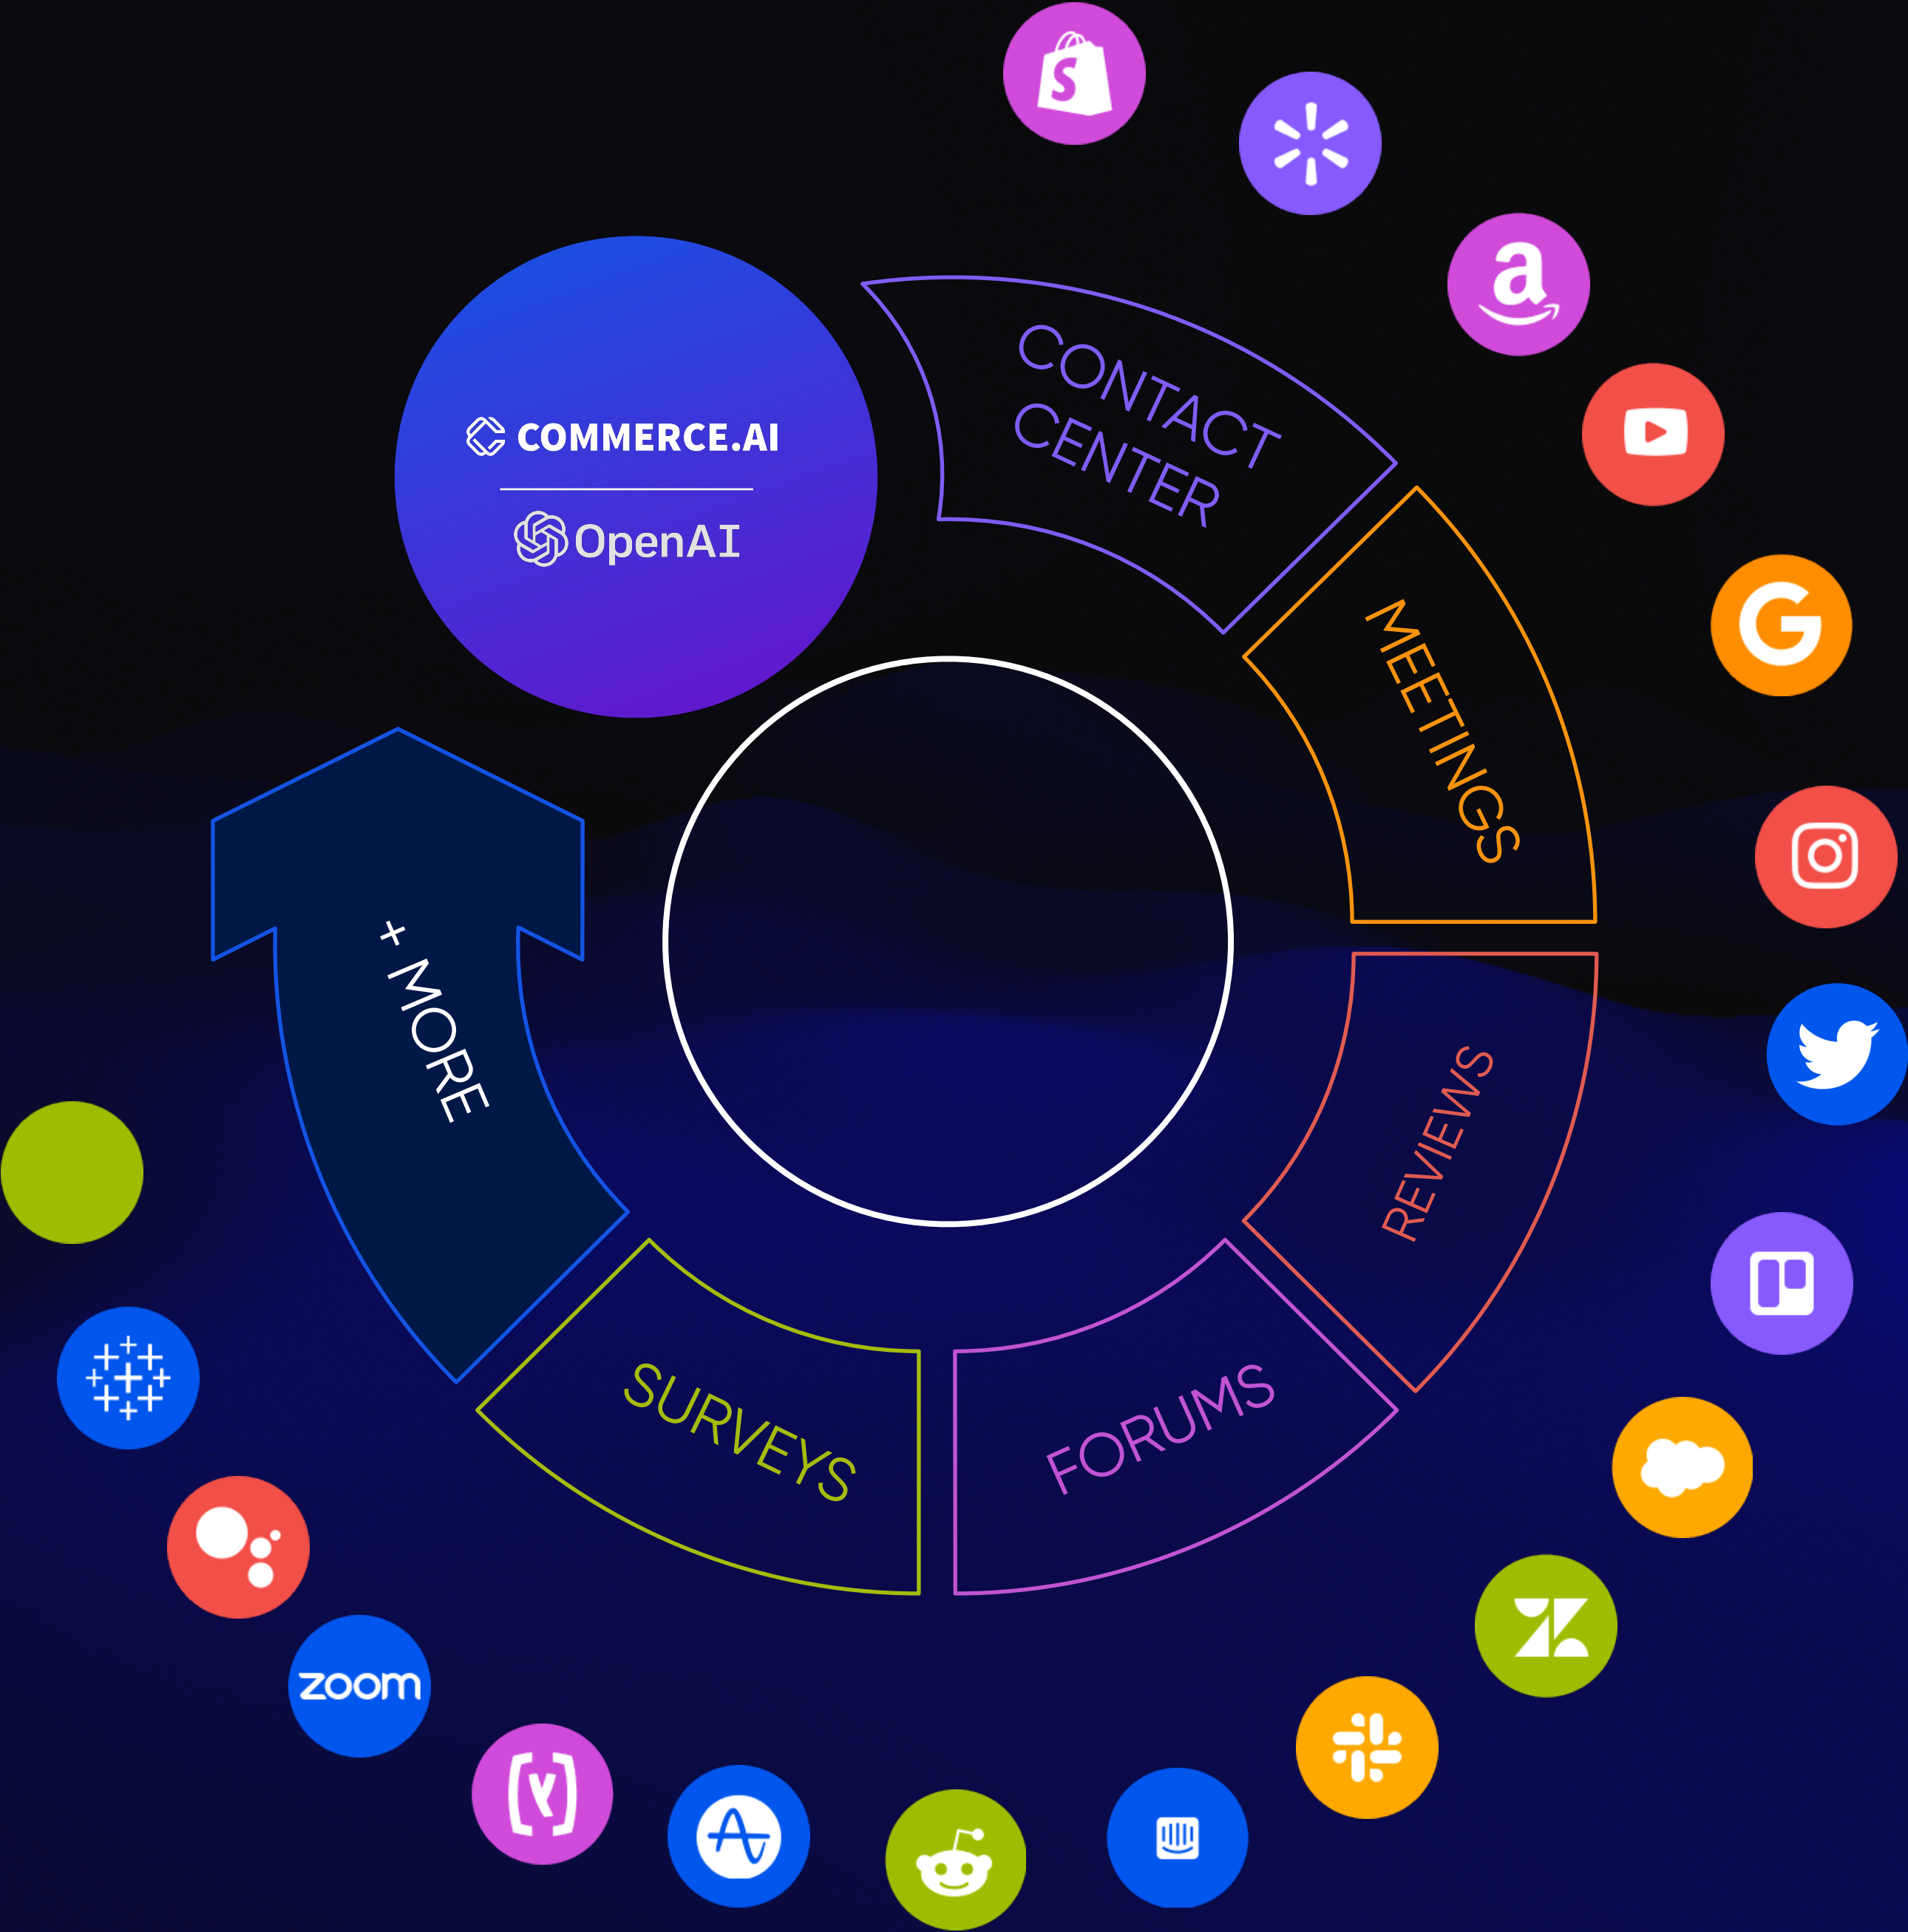 COMMERCE.AI
OpenAI
CONTACT
CENTER
MEETINGS
REVIEWS
FORUMS
SURVEYS
+ MORE
zoom